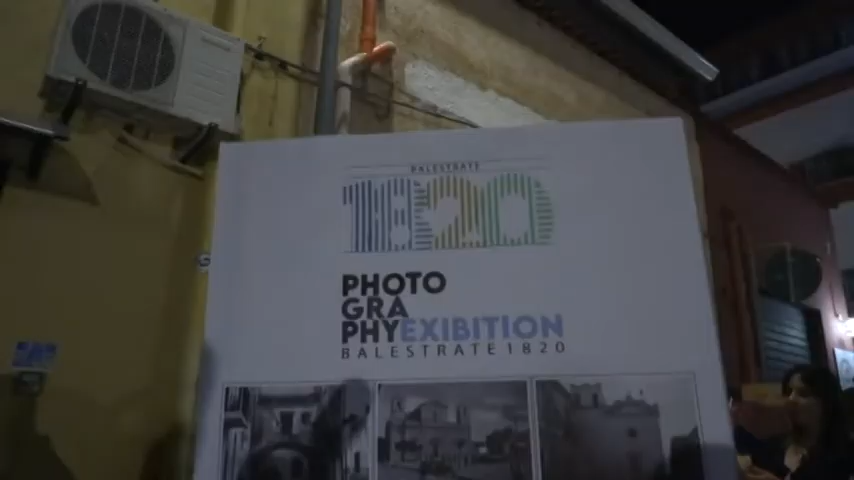 BALESTRATE
1820
PHOTO
GRA
PHYEXIBITION
BALESTRATE1820